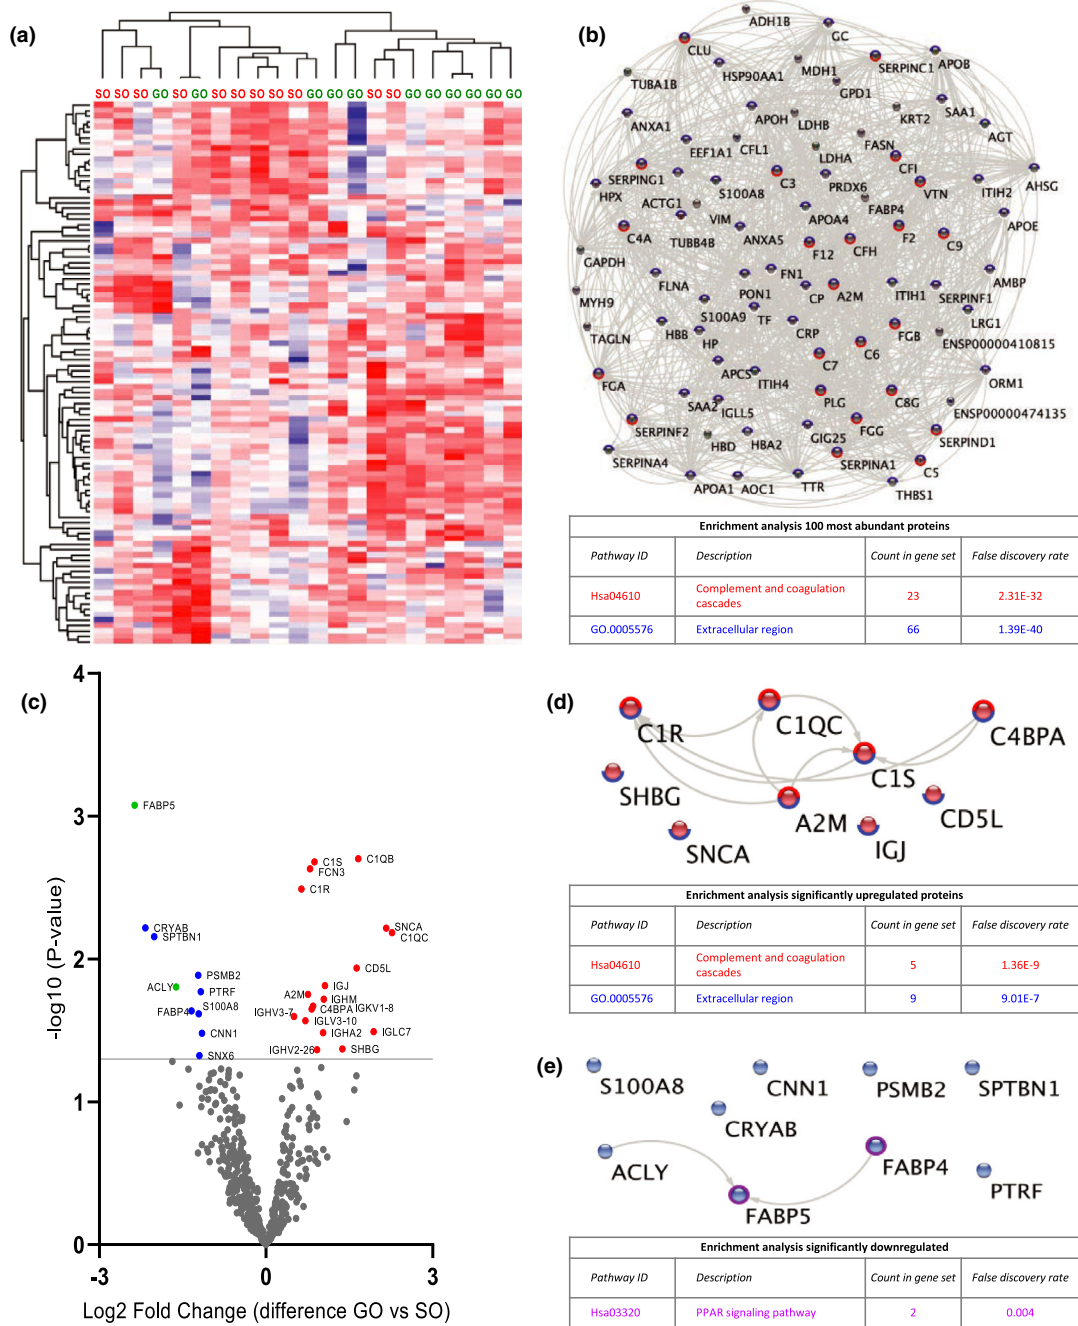 (a)
SO SO SO GO SO GO SO SO SO SO SO GO GO GO SO SO GO GO GO GO GO GO
(b)
ADH1B
GC
CLU
HSP90AA1
MDH1
SERPINC1
APOB
TUBA1B
GPD1
SAA1
ANXA1
APOH
LDHB
KRT2
AGT
EEF1A1
CFL1
LDHA
FASN
CFI
SERPING1
S100A8
C3
PRDX6
VTN
ITIH2
AHSG
HPX
ACTG1
VIM
APOA4
FABP4
APOE
C4A
TUBB4B
ANXA5
F12
CFH
F2
C9
GAPDH
FLNA
PON1
FN1
CP
A2M
ITIH1
SERPINF1
AMBP
MYH9
S100A9
TF
LRG1
TAGLN
HBB
HP
CRP
FGB
ENSP00000410815
C7
C6
FGA
APCS
ITIH4
ORM1
SAA2
IGLL5
PLG
C8G
ENSP00000474135
SERPINF2
HBD
HBA2
GIG25
FGG
SERPIND1
SERPINA4
SERPINA1
C5
APOA1
AOC1
TTR
THBS1
Enrichment analysis 100 most abundant proteins
Pathway ID Description Count in gene set False discovery rate
Hsa04610 Complement and coagulation cascades 23 2.31E-32
GO.0005576 Extracellular region 66 1.39E-40
(c)
4
3
2
1
0
-3 0 3
-log10 (P-value)
Log2 Fold Change (difference GO vs SO)
FABP5
C1S
C1QB
FCN3
C1R
CRYAB
SPTBN1
SNCA
C1QC
CD5L
PSMB2
ACLY
PTRF
IGJ
A2M
IGHM
FABP4
S100A8
IGHV3-7
C4BPA
IGKV1-8
IGLV3-10
CNN1
IGHA2
IGLC7
SNX6
IGHV2-26
SHBG
(d)
C1R
C1QC
C4BPA
C1S
SHBG
A2M
CD5L
SNCA
IGJ
Enrichment analysis significantly upregulated proteins
Pathway ID Description Count in gene set False discovery rate
Hsa04610 Complement and coagulation cascades 5 1.36E-9
GO.0005576 Extracellular region 9 9.01E-7
(e)
S100A8
CNN1
PSMB2
SPTBN1
CRYAB
ACLY
FABP4
PTRF
FABP5
Enrichment analysis significantly downregulated
Pathway ID Description Count in gene set False discovery rate
Hsa03320 PPAR signaling pathway 2 0.004